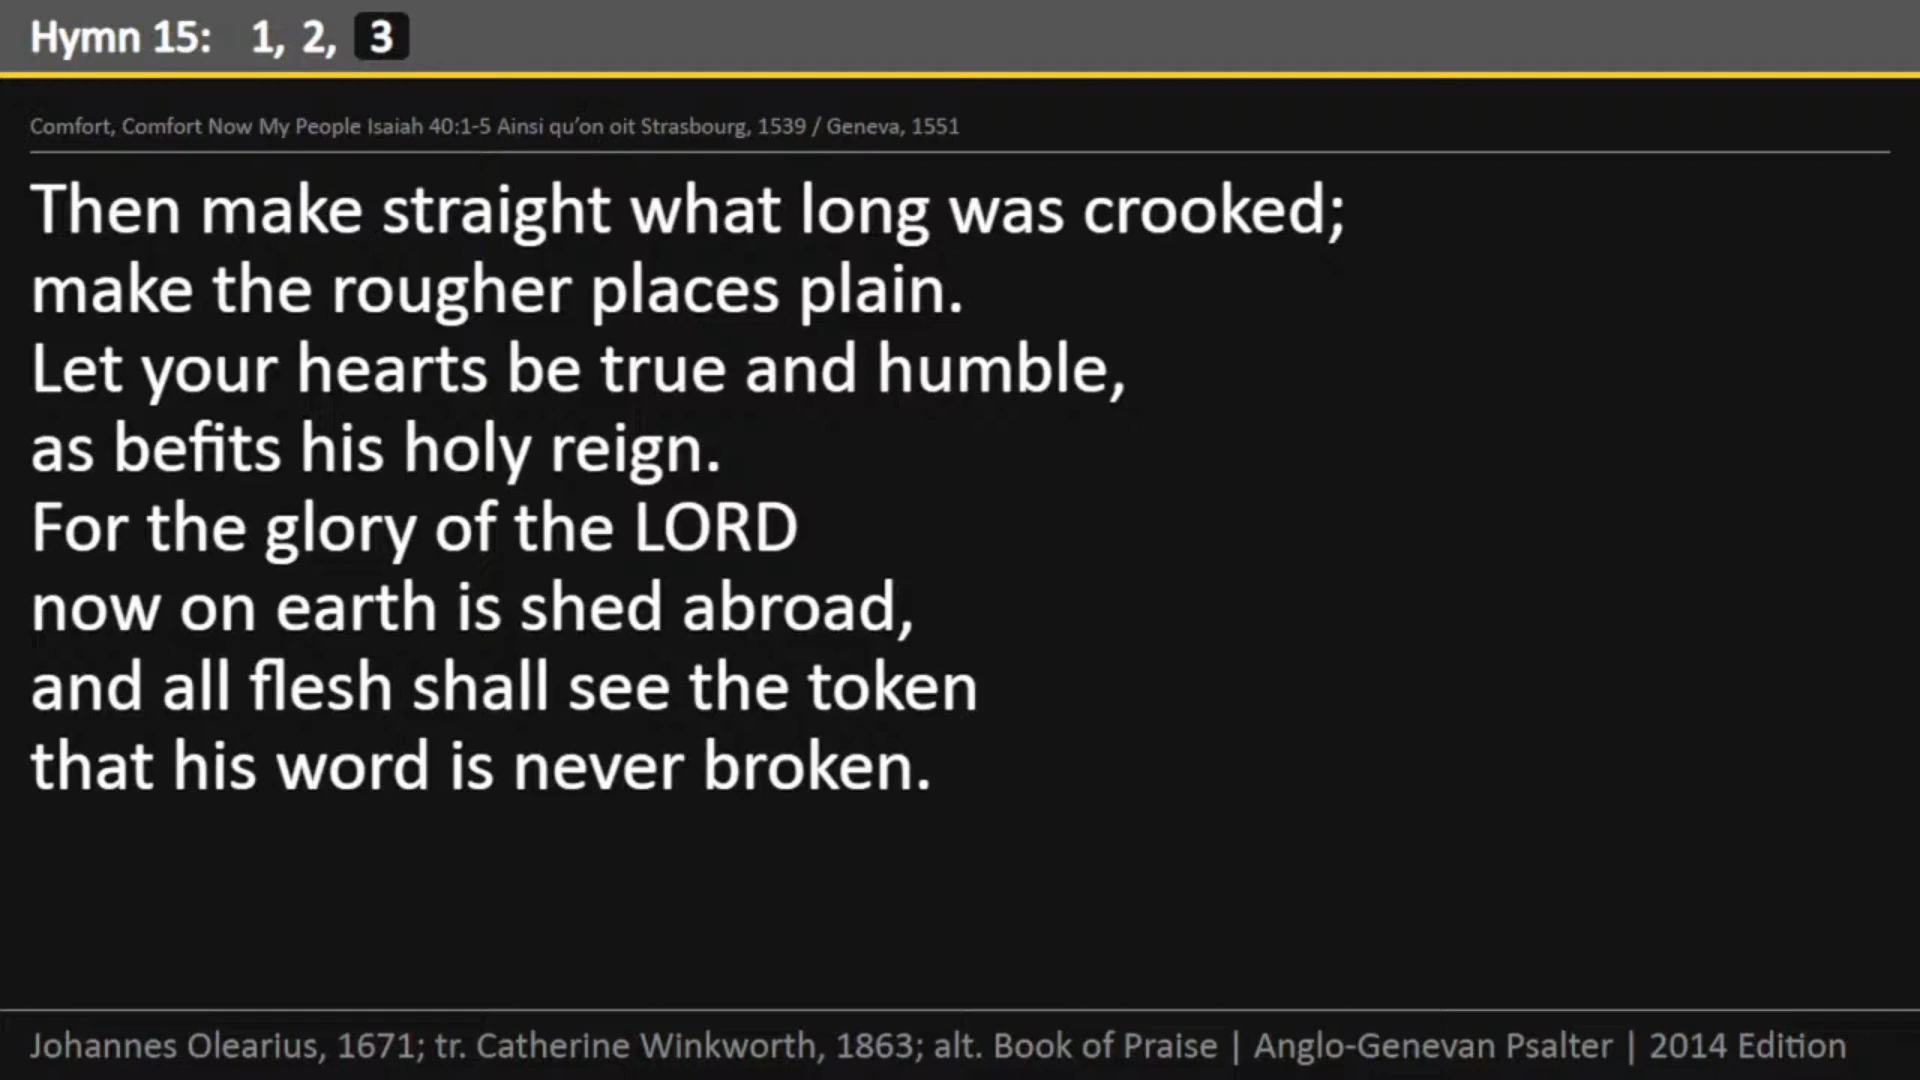 Hymn 15: 1, 2, 3
Comfort, Comfort Now My People Isaiah 40:1-5 Ainsi qu’on oit Strasbourg, 1539 / Geneva, 1551
Then make straight what long was crooked;
make the rougher places plain.
Let your hearts be true and humble,
as befits his holy reign.
For the glory of the LORD
now on earth is shed abroad,
and all flesh shall see the token
that his word is never broken.
Johannes Olearius, 1671; tr. Catherine Winkworth, 1863; alt. Book of Praise | Anglo-Genevan Psalter | 2014 Edition